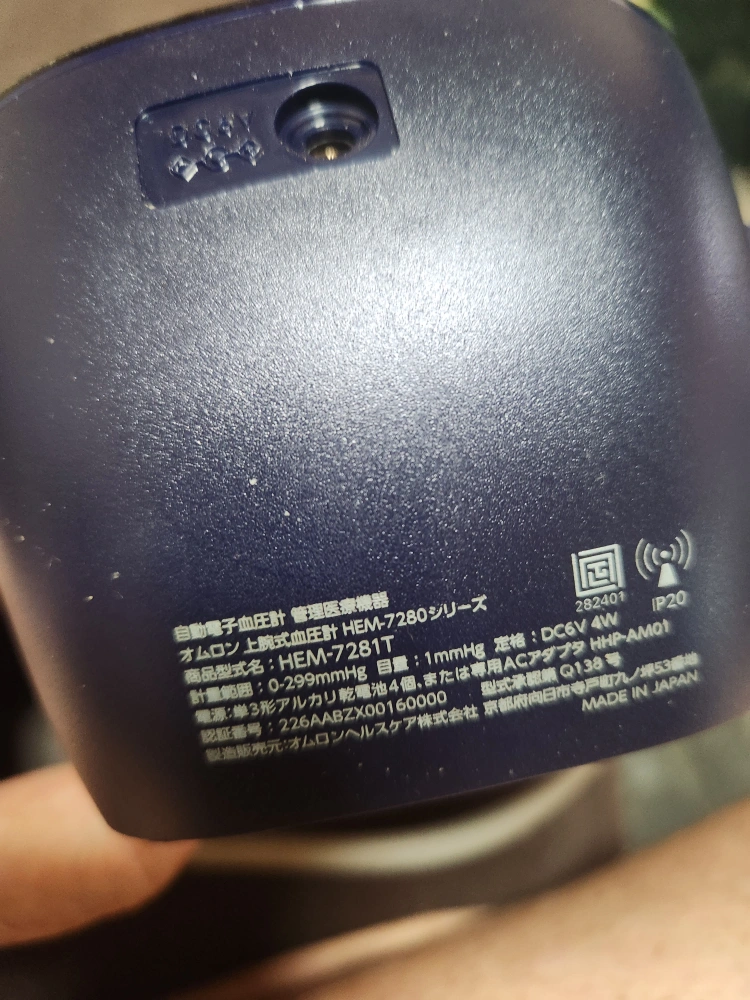 DC6V
282401
IP20
自動電子血圧計 管理医療機器
オムロン 上腕式血圧計 HEM-7280シリーズ
商品型式名：HEM-7281T
計量範囲：0-299mmHg 目量：1mmHg 定格：DC6V 4W
電源：単3形アルカリ乾電池4個、または専用ACアダプタ HHP-AM01
認証番号：226AABZX00160000 型式承認第 Q138 号
製造販売元：オムロンヘルスケア株式会社 京都府向日市寺戸町九ノ坪53番地
MADE IN JAPAN